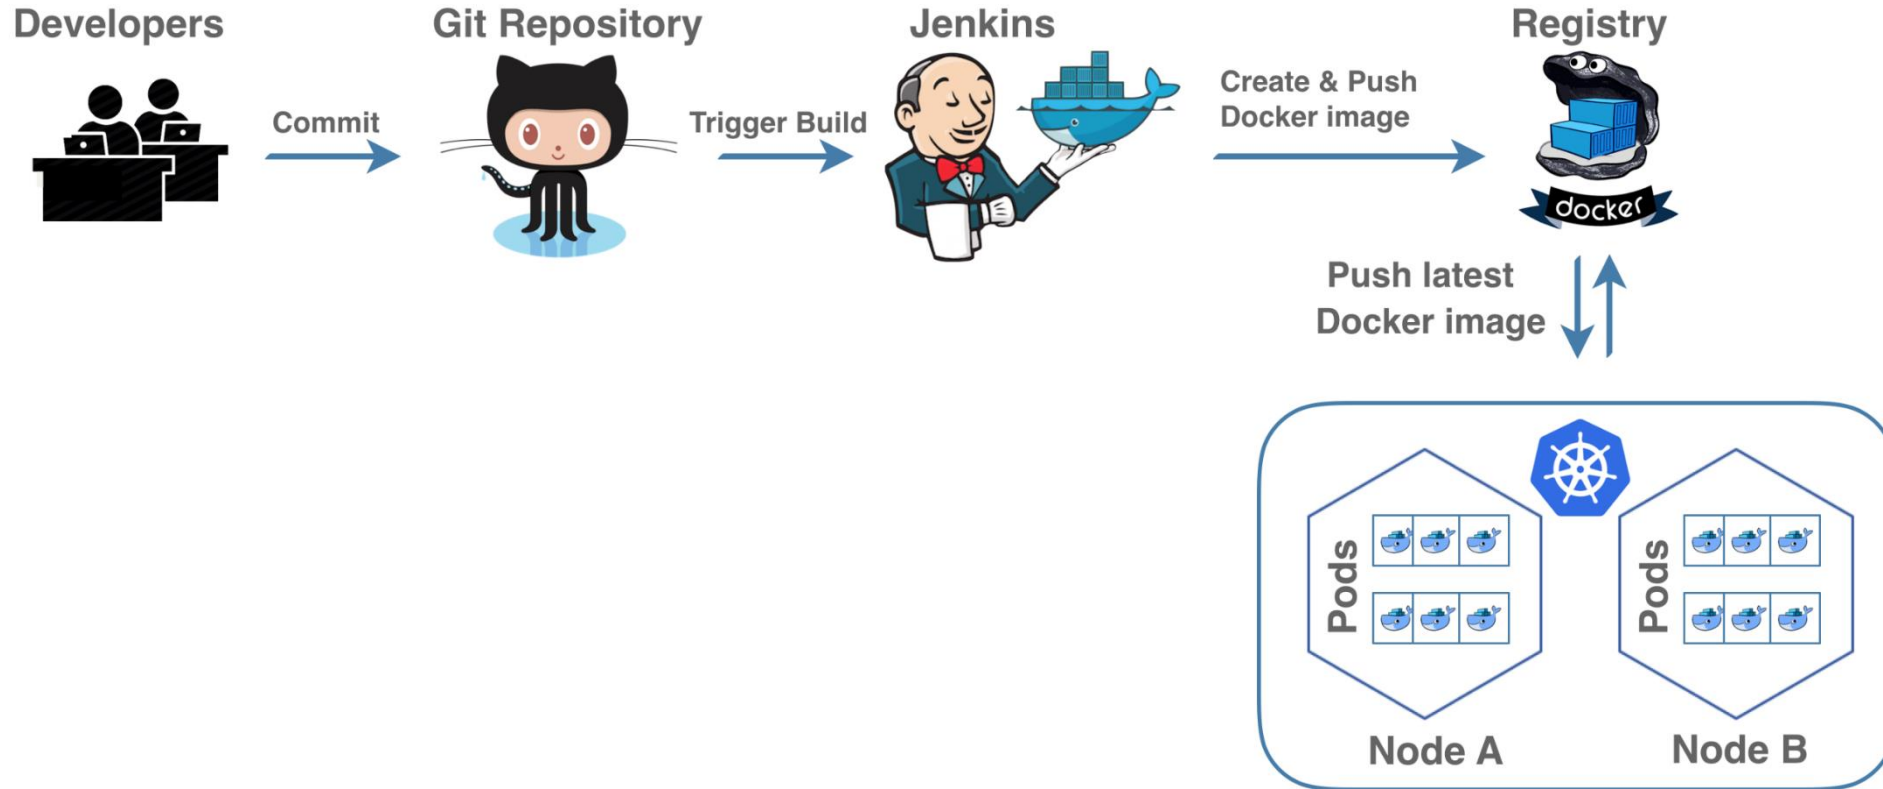 Developers
Git Repository
Jenkins
Registry
Commit
Trigger Build
Create & Push
Docker image
docker
Push latest
Docker image
Pods
Pods
Node A
Node B